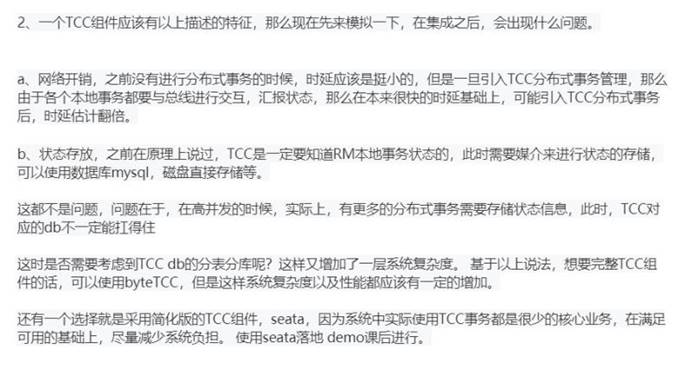 2、一个TCC组件应该有以上描述的特征，那么现在先来模拟一下，在集成之后，会出现什么问题。
a、网络开销，之前没有进行分布式事务的时候，时延应该是挺小的，但是一旦引入TCC分布式事务管理，那么
由于各个本地事务都要与总线进行交互，汇报状态，那么在本来很快的时延基础上，可能引入TCC分布式事务
后，时延估计翻倍。
b、状态存放，之前在原理上说过，TCC是一定要知道RM本地事务状态的，此时需要媒介来进行状态的存储，
可以使用数据库mysql，磁盘直接存储等。
这都不是问题，问题在于，在高并发的时候，实际上，有更多的分布式事务需要存储状态信息，此时，TCC对
应的db不一定能扛得住
这时是否需要考虑到TCC db的分表分库呢？这样又增加了一层系统复杂度。 基于以上说法，想要完整TCC组
件的话，可以使用byteTCC，但是这样系统复杂度以及性能都应该有一定的增加。
还有一个选择就是采用简化版的TCC组件，seata，因为系统中实际使用TCC事务都是很少的核心业务，在满足
可用的基础上，尽量减少系统负担。 使用seata落地 demo课后进行。